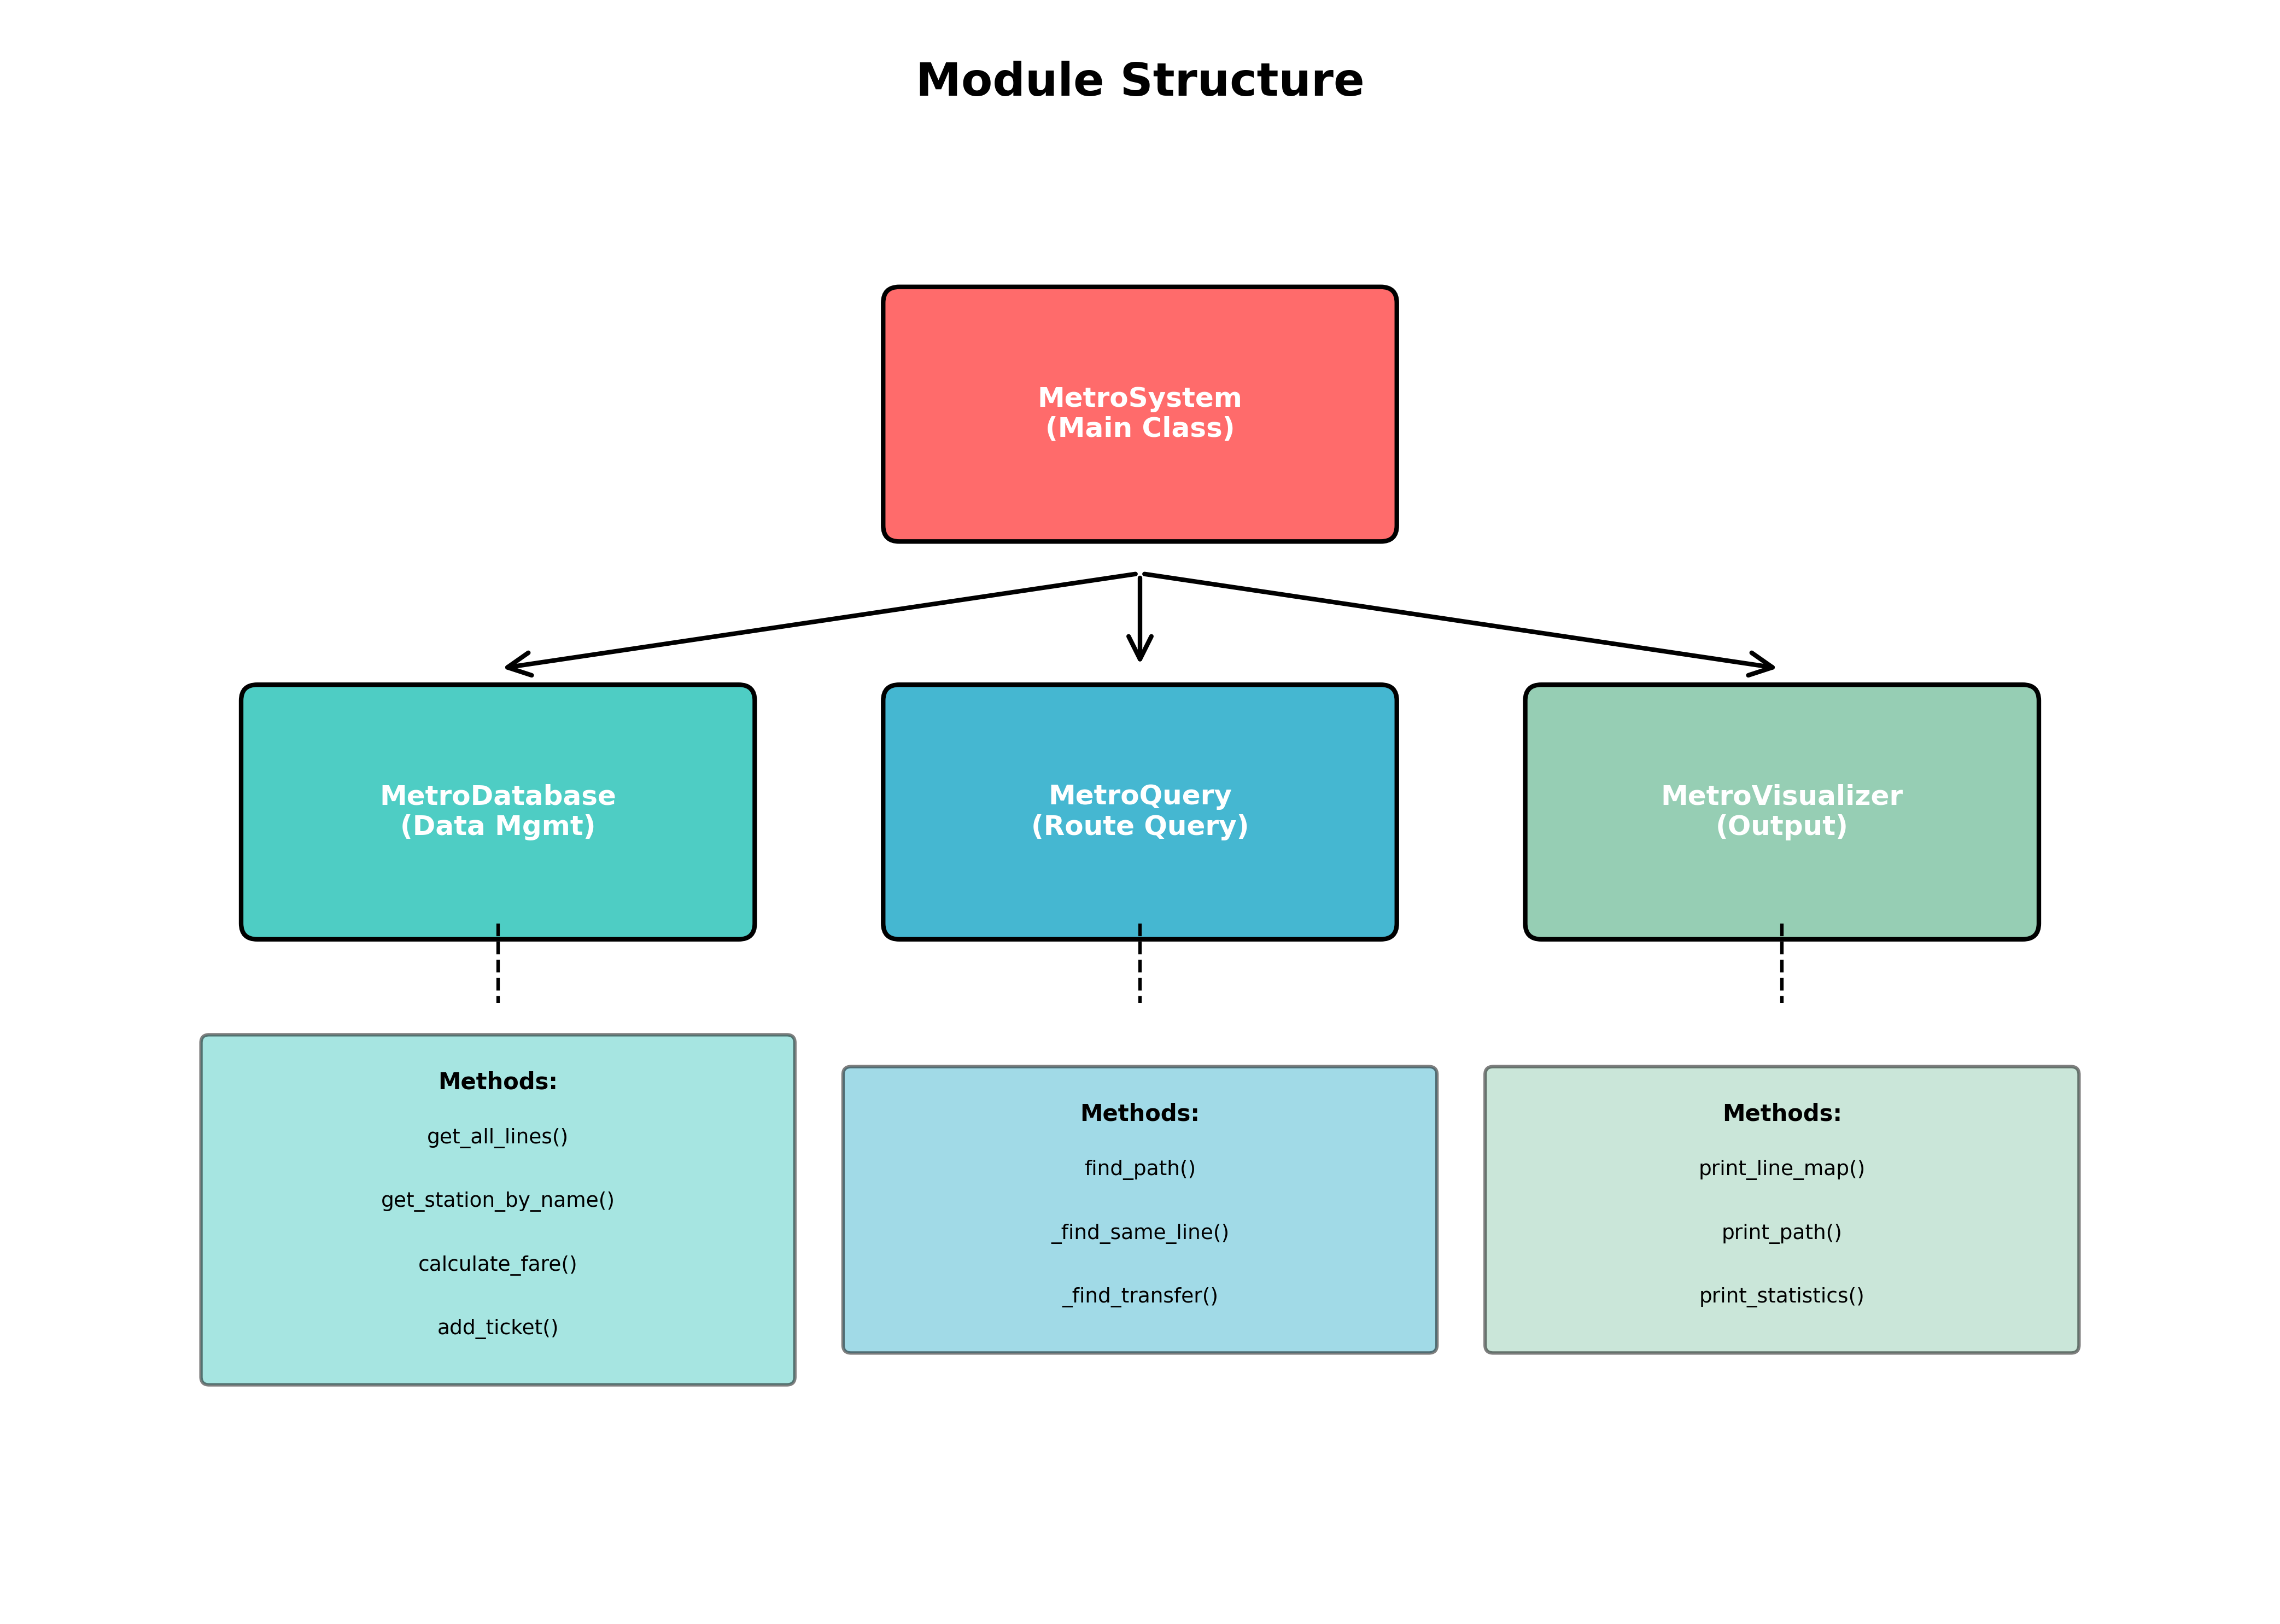 Module Structure
MetroSystem
(Main Class)
MetroDatabase
(Data Mgmt)
MetroQuery
(Route Query)
MetroVisualizer
(Output)
Methods:
get_all_lines()
get_station_by_name()
calculate_fare()
add_ticket()
Methods:
find_path()
_find_same_line()
_find_transfer()
Methods:
print_line_map()
print_path()
print_statistics()